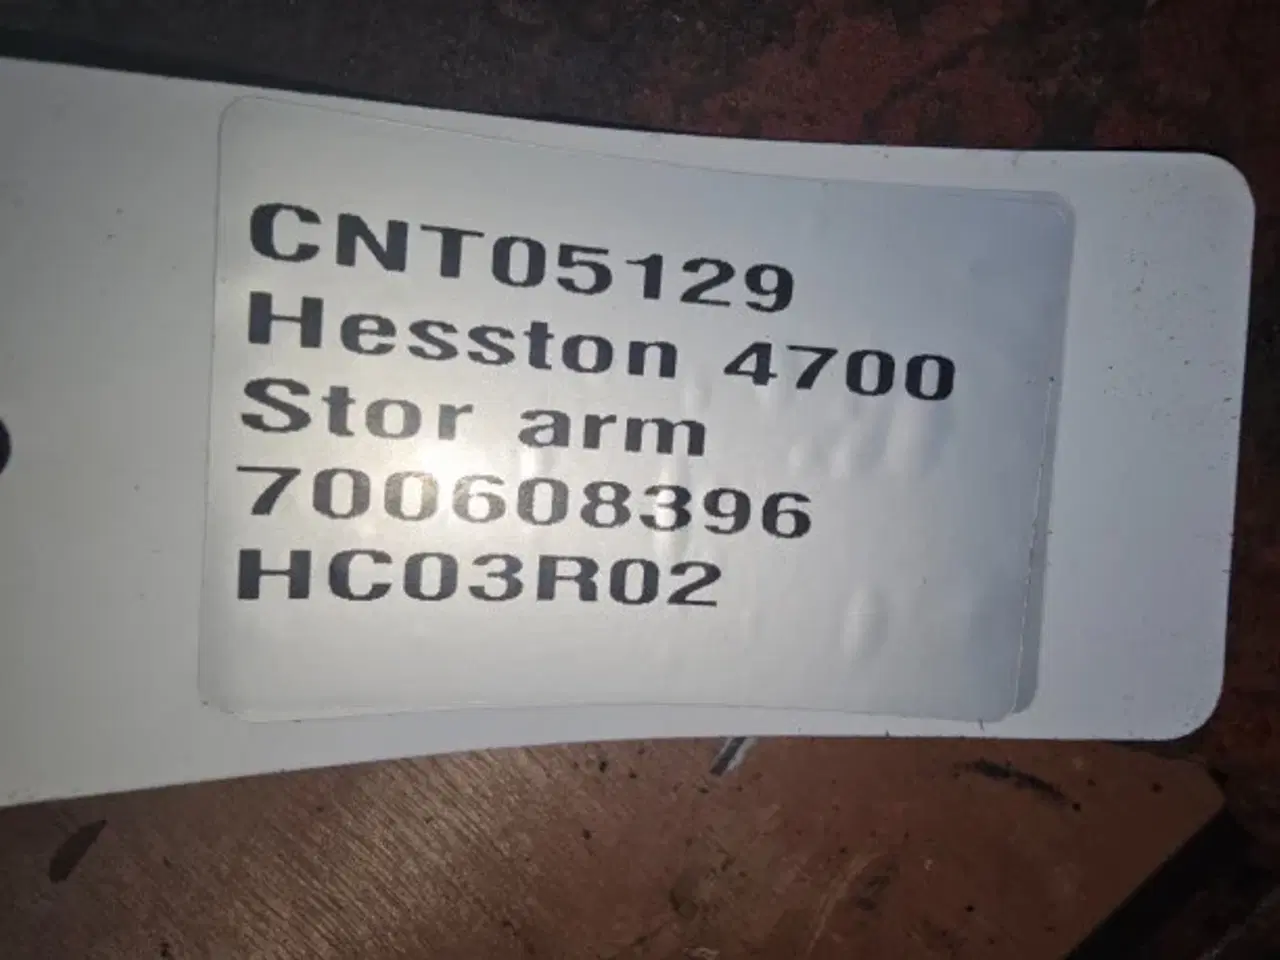 CNT05129
Hesston 4700
Stor arm
700608396
HC03R02